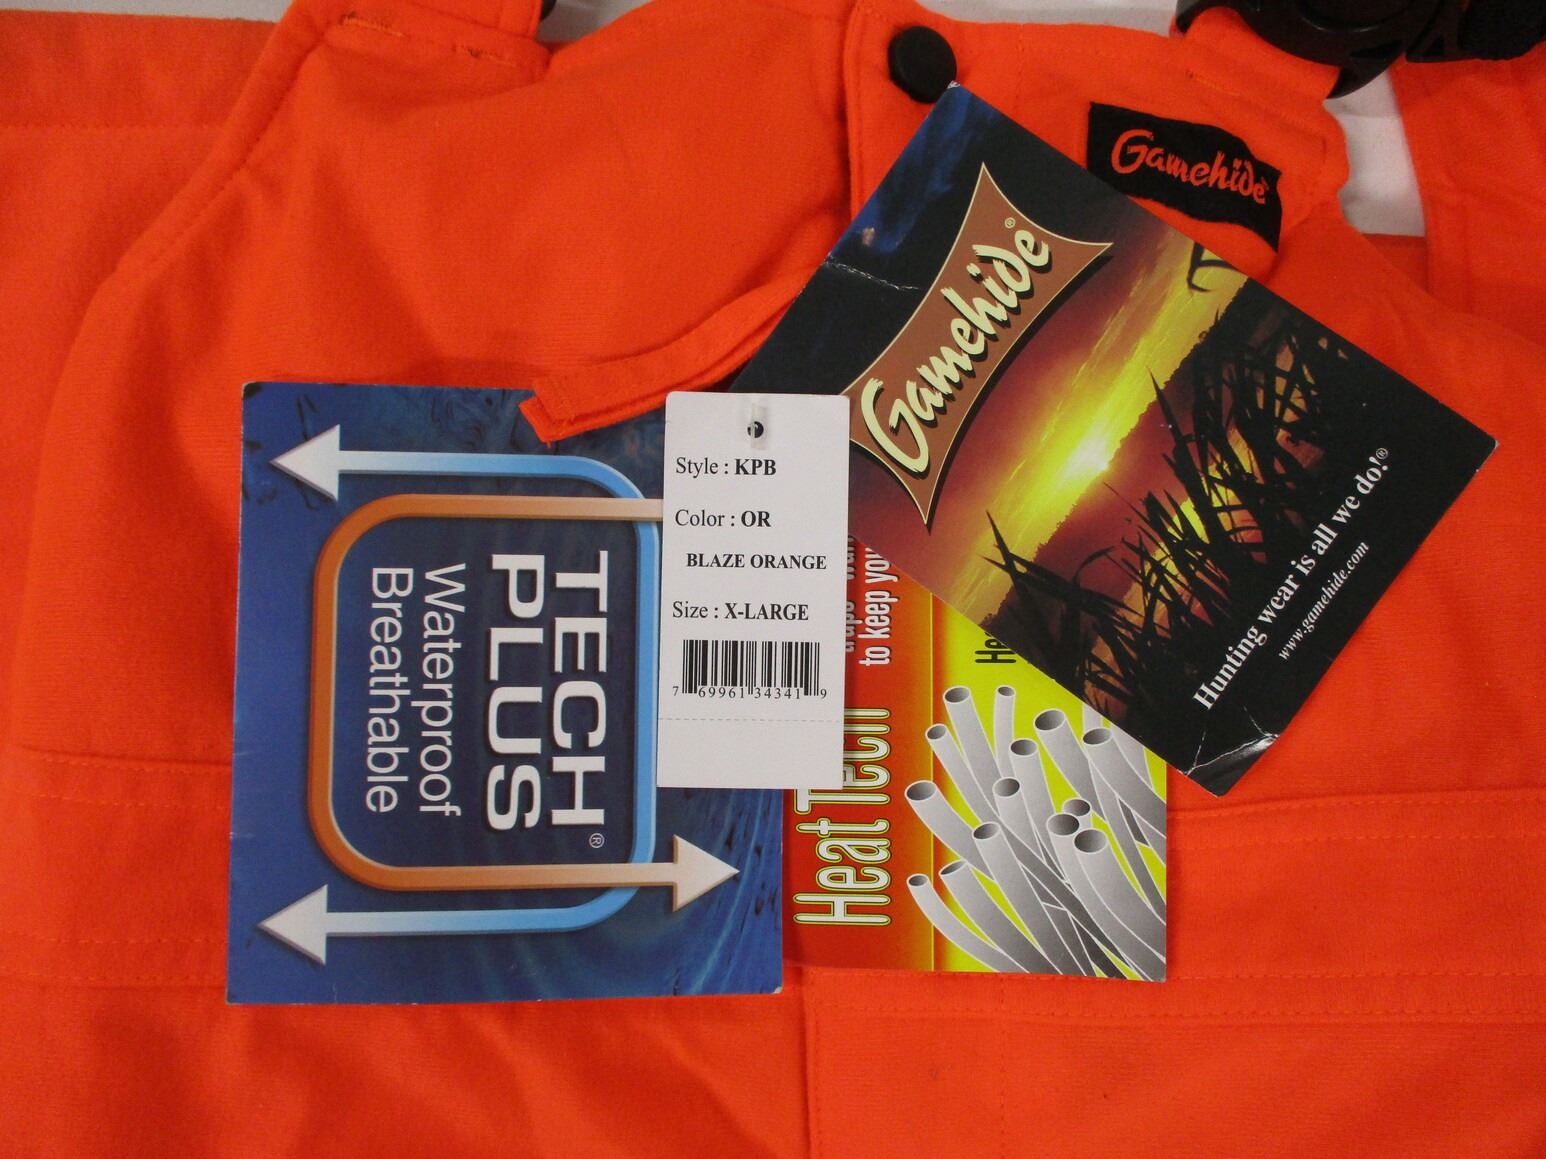 Gamehide
Gamehide®
Hunting wear is all we do!®
www.gamehide.com
Style : KPB
Color : OR
BLAZE ORANGE
Size : X-LARGE
7 69961 34341 9
TECH
PLUS®
Waterproof
Breathable
to keep you
Heat Tech